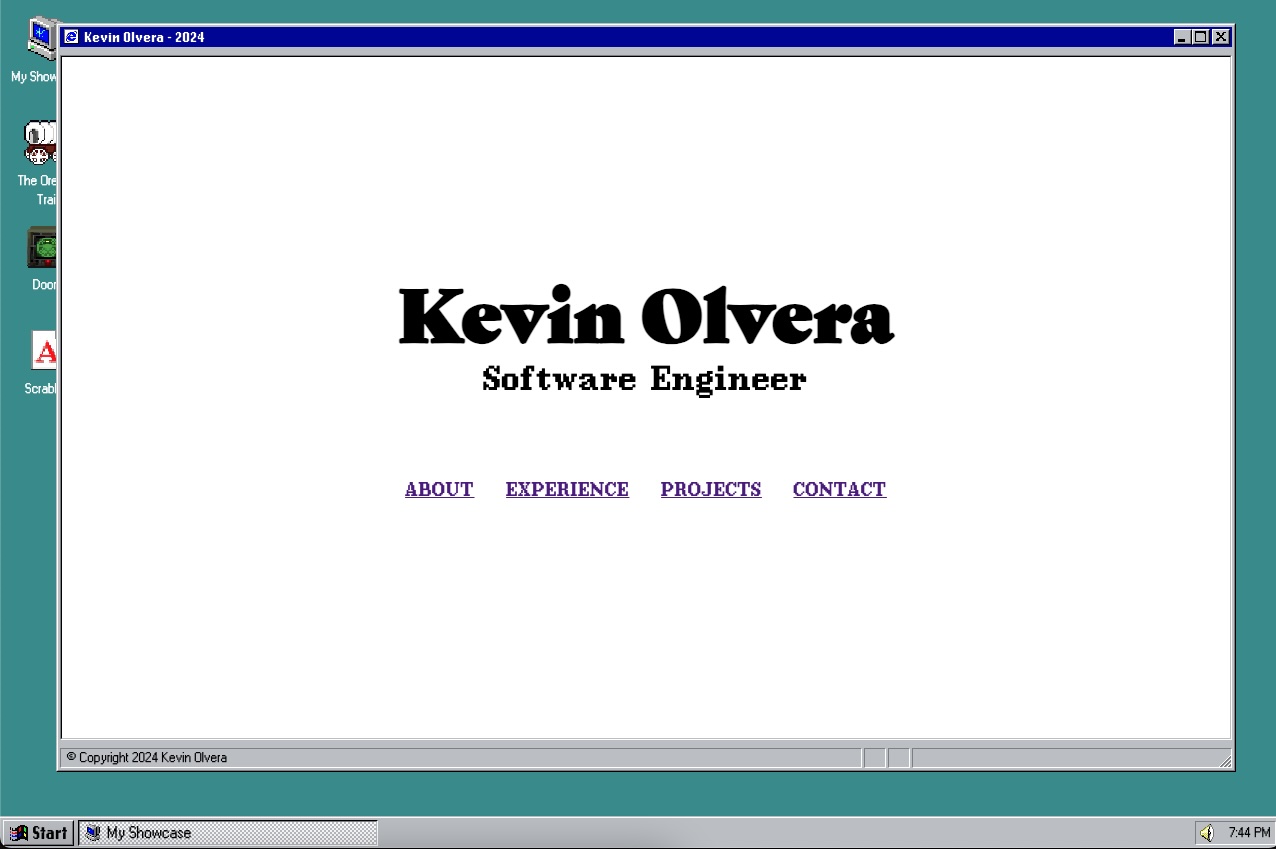 Kevin Olvera - 2024
My Show
The Ore
Trai
Doo
Scrab
Kevin Olvera
Software Engineer
ABOUT EXPERIENCE PROJECTS CONTACT
© Copyright 2024 Kevin Olvera
Start My Showcase 7:44 PM